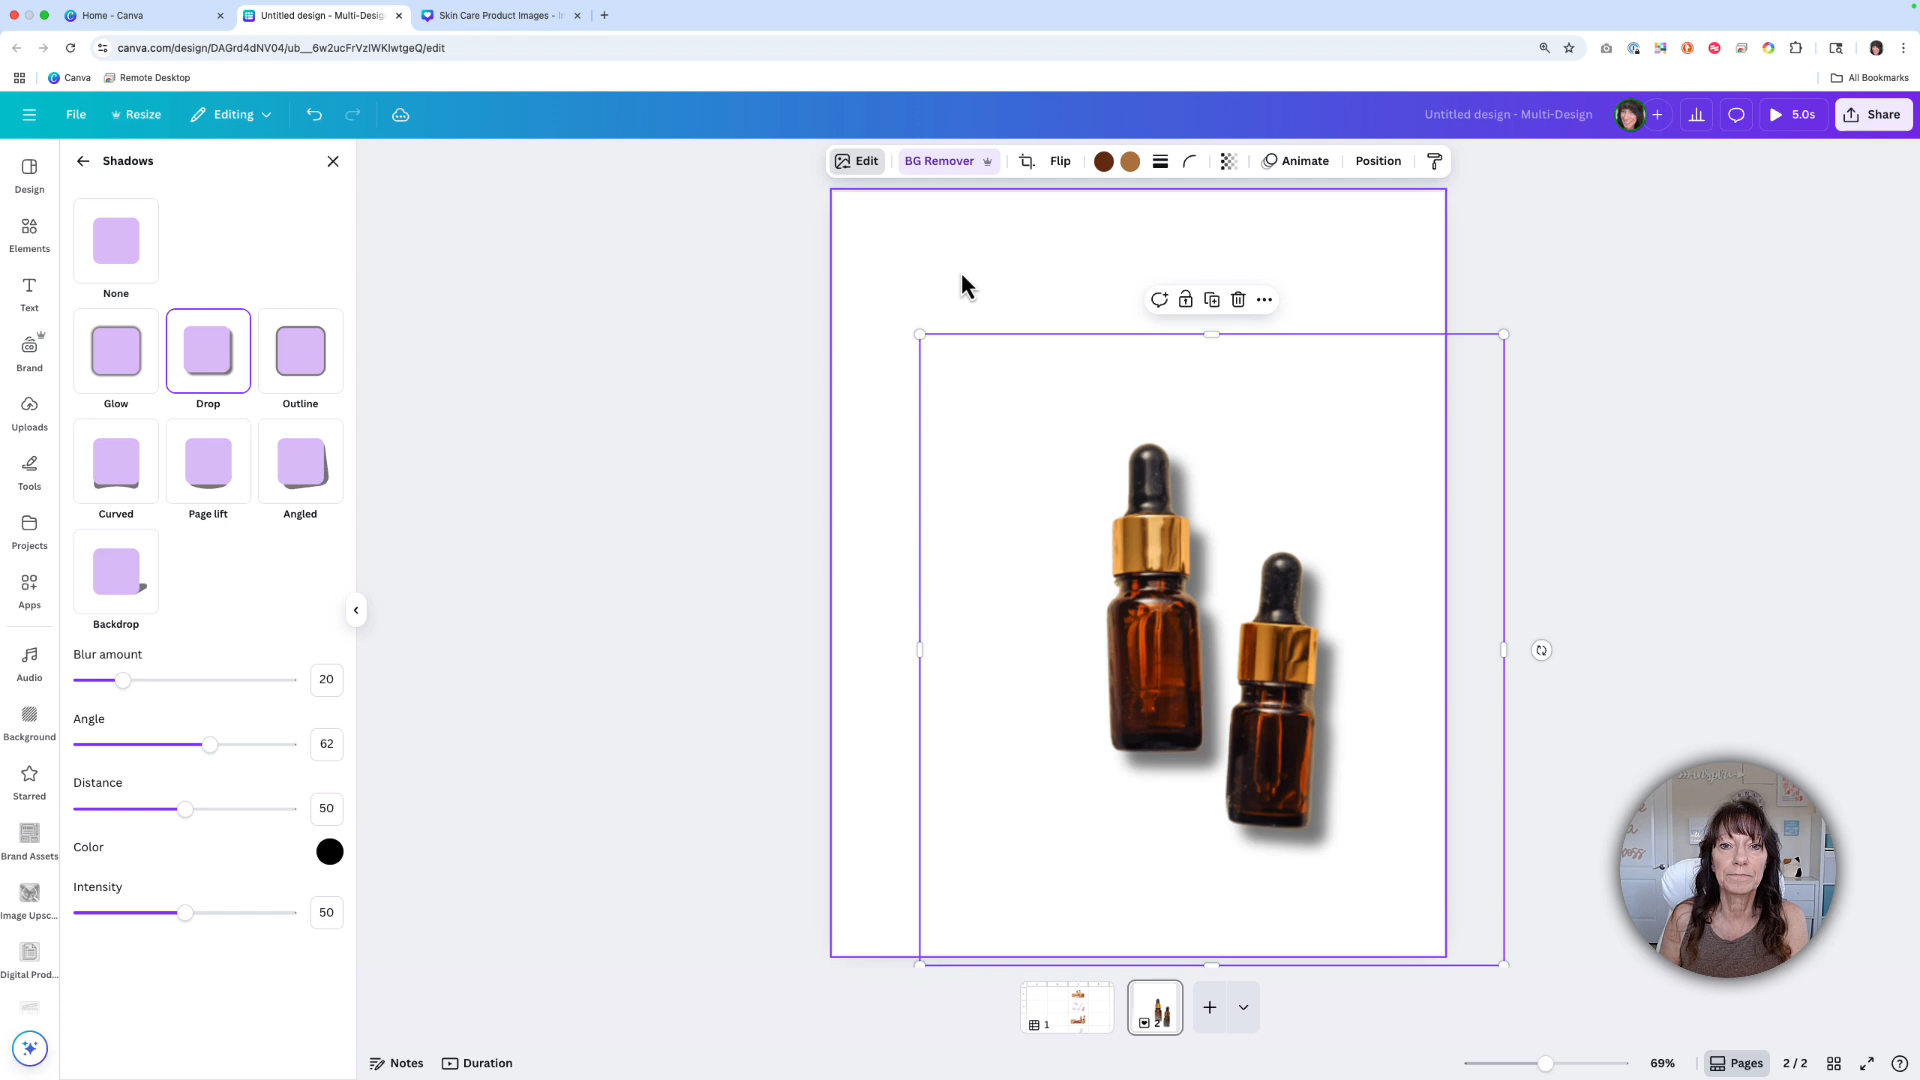 Home - Canva
Untitled design - Multi-Desig
Skin Care Product Images - I
canva.com/design/DAGrd4dNV04/ub__6w2ucFrVzIWKIwtgeQ/edit
Canva
Remote Desktop
All Bookmarks
File
Resize
Editing
Untitled design - Multi-Design
5.0s
Share
Shadows
Edit
BG Remover
Flip
Animate
Position
Design
Elements
Text
Brand
Uploads
Tools
Projects
Apps
Audio
Background
Starred
Brand Assets
Image Upsc...
Digital Prod...
None
Glow
Drop
Outline
Curved
Page lift
Angled
Backdrop
Blur amount
20
Angle
62
Distance
50
Color
Intensity
50
1
2
Notes
Duration
69%
Pages
2 / 2